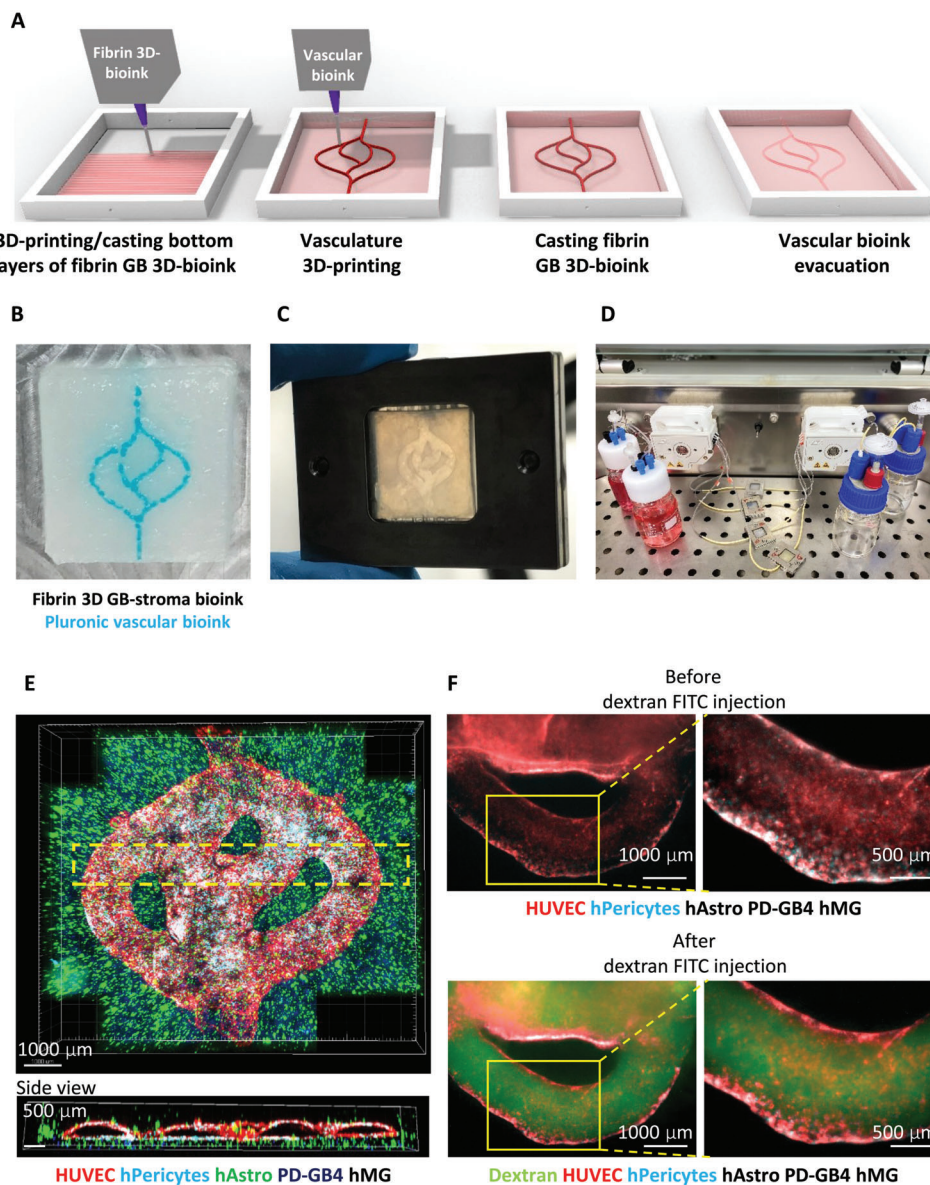 A
Fibrin 3D-
bioink
Vascular
bioink
3D-printing/casting bottom
layers of fibrin GB 3D-bioink
Vasculature
3D-printing
Casting fibrin
GB 3D-bioink
Vascular bioink
evacuation
B
C
D
Fibrin 3D GB-stroma bioink
Pluronic vascular bioink
E
1000 µm
Side view
500 µm
HUVEC hPericytes hAstro PD-GB4 hMG
F
Before
dextran FITC injection
1000 µm
500 µm
HUVEC hPericytes hAstro PD-GB4 hMG
After
dextran FITC injection
1000 µm
500 µm
Dextran HUVEC hPericytes hAstro PD-GB4 hMG